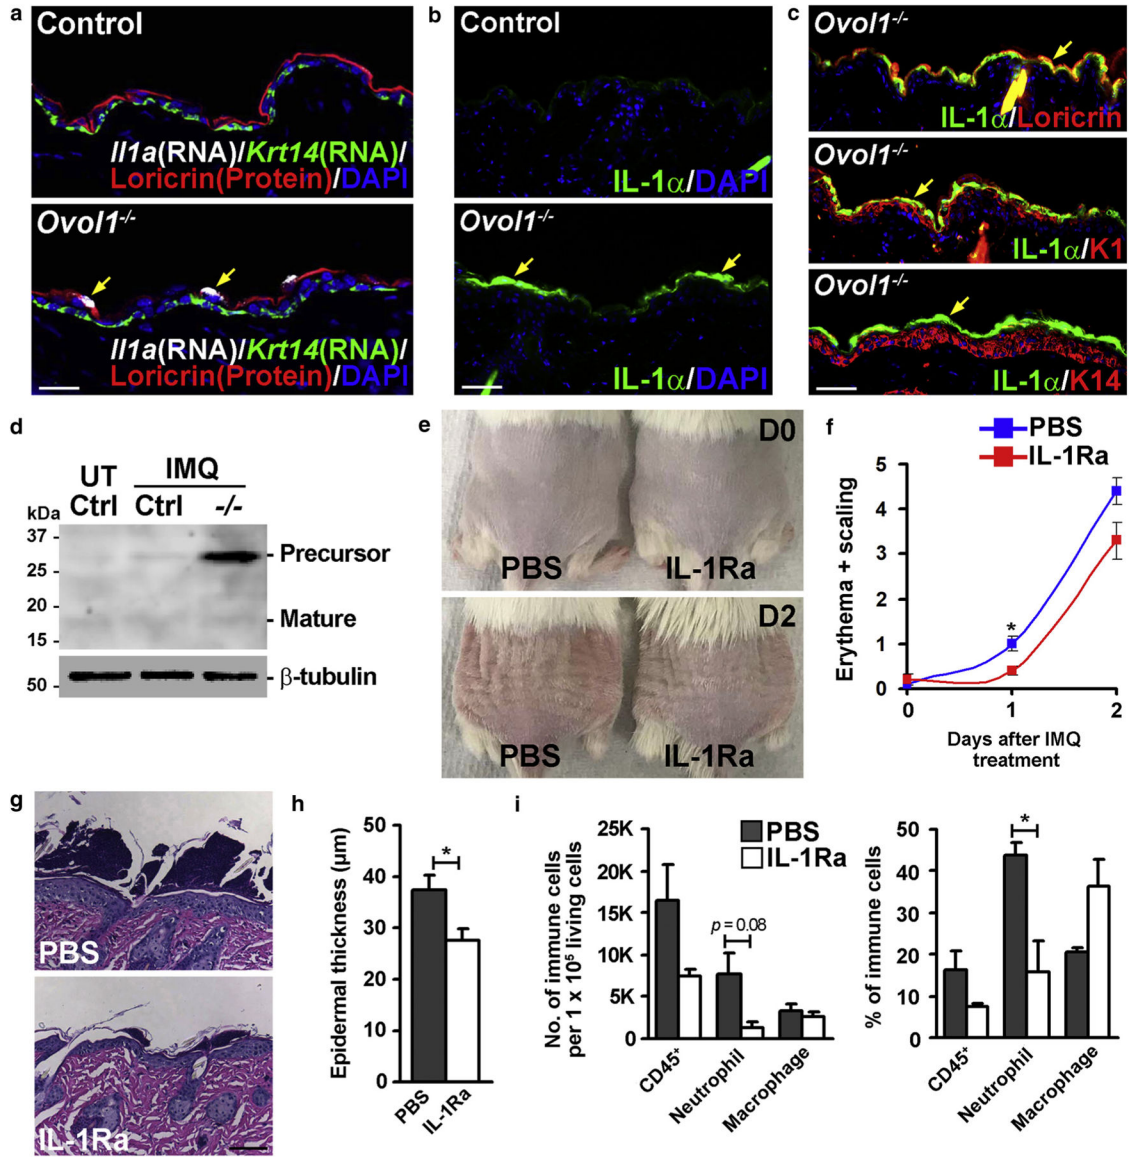 a
Control
Il1a(RNA)/Krt14(RNA)/
Loricrin(Protein)/DAPI
Ovol1-/-
Il1a(RNA)/Krt14(RNA)/
Loricrin(Protein)/DAPI
b
Control
IL-1α/DAPI
Ovol1-/-
IL-1α/DAPI
c
Ovol1-/-
IL-1α/Loricrin
Ovol1-/-
IL-1α/K1
Ovol1-/-
IL-1α/K14
d
IMQ
UT
Ctrl Ctrl -/-
kDa
37
25
20
15
50
Precursor
Mature
β-tubulin
e
D0
PBS IL-1Ra
D2
PBS IL-1Ra
f
PBS
IL-1Ra
Erythema + scaling
5
4
3
2
1
0
*
0 1 2
Days after IMQ
treatment
g
PBS
IL-1Ra
h
Epidermal thickness (μm)
50
40
30
20
10
0
*
PBS
IL-1Ra
i
No. of immune cells
per 1 x 10⁵ living cells
25K
20K
15K
10K
5K
0
PBS
IL-1Ra
p = 0.08
CD45+
Neutrophil
Macrophage
% of immune cells
50
40
30
20
10
0
*
CD45+
Neutrophil
Macrophage